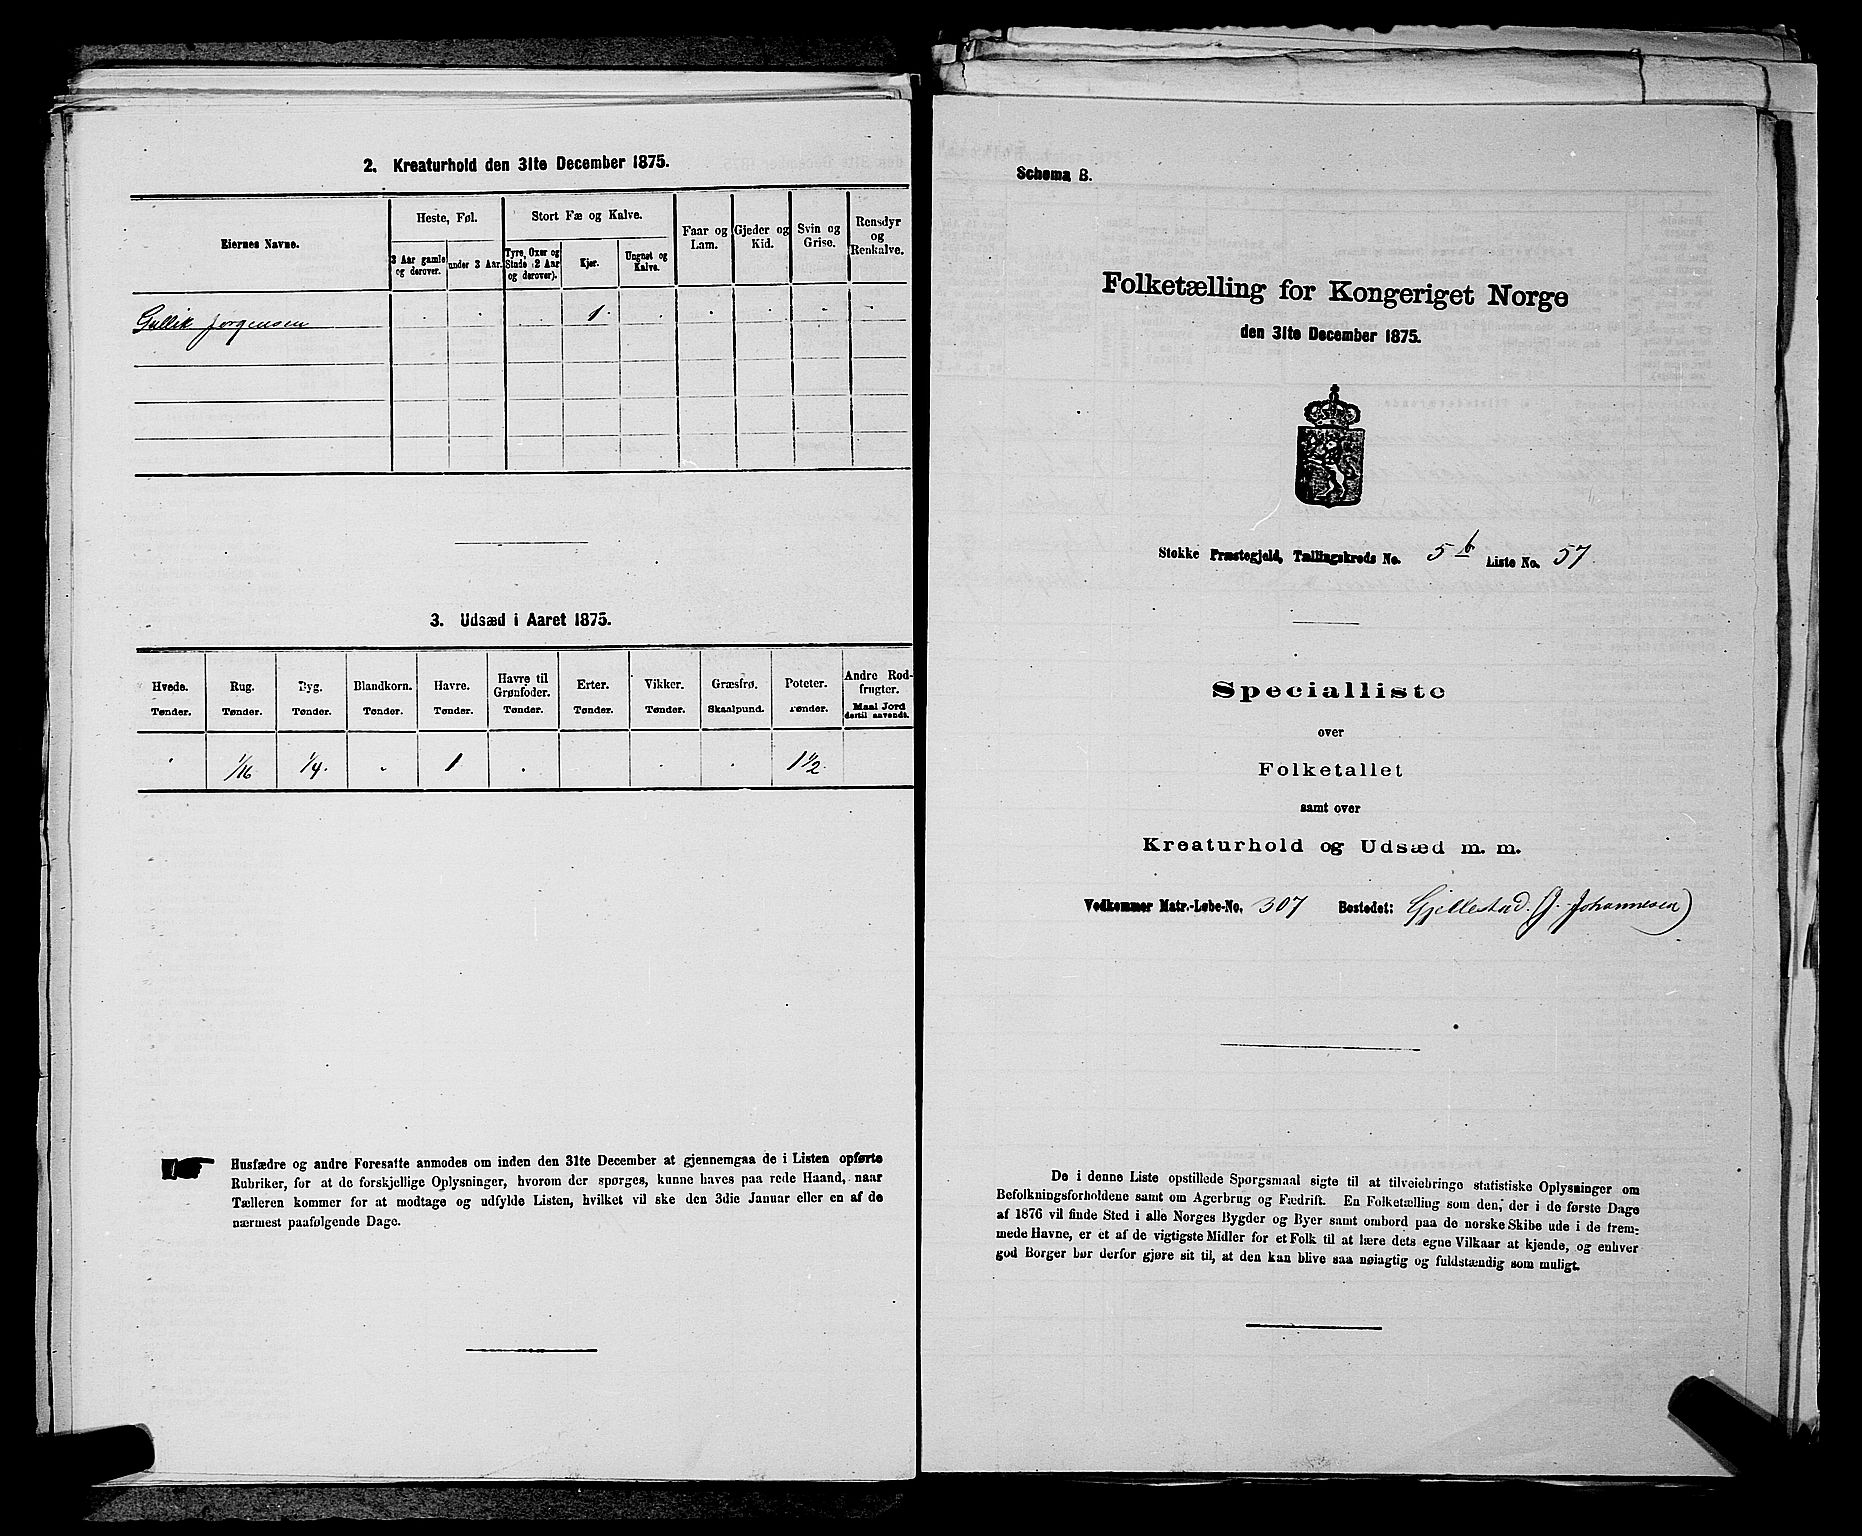 2. Kreaturhold den 31te December 1875.
Eiernes Navne.
Heste, Føl.
Stort Fæ og Kalve.
Faar og Lam.
Gjeder og Kid.
Svin og Grise.
Rensdyr og Renkalve.
3 Aar gamle og derover.
under 3 Aar.
Tyre, Oxer og Stude (2 Aar og derover).
Kjør.
Ungnøt og Kalve.
Gullik Jørgensen . . . 1 . . . . .
3. Udsæd i Aaret 1875.
Hvede. Rug. Byg. Blandkorn. Havre. Havre til Grønfoder. Erter. Vikker. Græsfrø. Poteter. Andre Rodfrugter.
Tønder. Tønder. Tønder. Tønder. Tønder. Tønder. Tønder. Tønder. Skaalpund. Tønder. Maal Jord dertil anvendt.
. 1/16 1/4 . 1 . . . . 1 1/2
Husfædre og andre Foresatte anmodes om inden den 31te December at gjennemgaa de i Listen opførte
Rubriker, for at de forskjellige Oplysninger, hvorom der spørges, kunne haves paa rede Haand, naar
Tælleren kommer for at modtage og udfylde Listen, hvilket vil ske den 3die Januar eller en af de
nærmest paafølgende Dage.
Schema B.
Folketælling for Kongeriget Norge
den 31te December 1875.
Stokke Præstegjeld, Tællingskreds No. 5 b Liste No. 57
Specialliste
over
Folketallet
samt over
Kreaturhold og Udsæd m. m.
Vedkommer Matr.-Løbe-No. 307 Bostedet: Gjellestad. (J. Johannesen)
De i denne Liste opstillede Spørgsmaal sigte til at tilveiebringe statistiske Oplysninger om
Befolkningsforholdene samt om Agerbrug og Fædrift. En Folketælling som den, der i de første Dage
af 1876 vil finde Sted i alle Norges Bygder og Byer samt ombord paa de norske Skibe ude i de frem-
mede Havne, er et af de vigtigste Midler for et Folk til at lære dets egne Vilkaar at kjende, og enhver
god Borger bør derfor gjøre sit til, at den kan blive saa nøiagtig og fuldstændig som muligt.